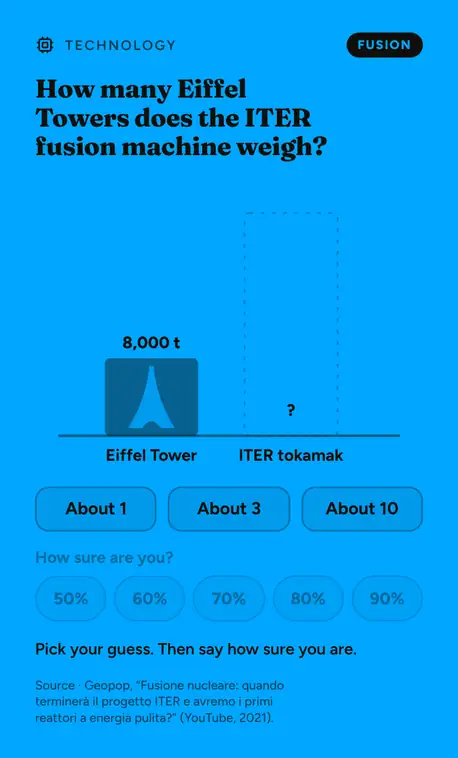 TECHNOLOGY
FUSION
How many Eiffel
Towers does the ITER
fusion machine weigh?
8,000 t
?
Eiffel Tower
ITER tokamak
About 1
About 3
About 10
How sure are you?
50%
60%
70%
80%
90%
Pick your guess. Then say how sure you are.
Source · Geopop, "Fusione nucleare: quando
terminerà il progetto ITER e avremo i primi
reattori a energia pulita?" (YouTube, 2021).